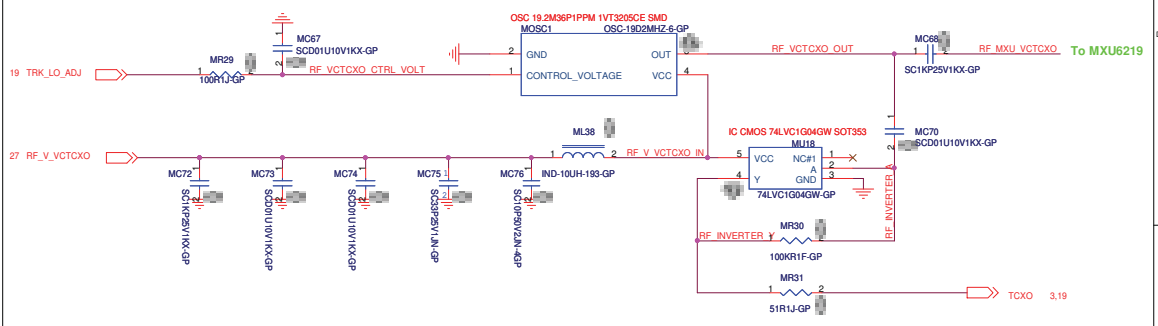 OSC 19.2M36P1PPM 1VT3205CE SMD
MOSC1 OSC-19D2MHZ-6-GP
MC67
SCD01U10V1KX-GP
2 GND OUT
1 CONTROL_VOLTAGE VCC 4
RF_VCTCXO_OUT
MC68
SC1KP25V1KX-GP
RF_MXU_VCTCXO
To MXU6219
19 TRK_LO_ADJ
MR29
1 2
100R1J-GP
RF_VCTCXO_CTRL_VOLT
1
2
1 2
1
2
MC70
SCD01U10V1KX-GP
27 RF_V_VCTCXO
ML38
1 2
IND-10UH-193-GP
RF_V_VCTCXO_IN
IC CMOS 74LVC1G04GW SOT353
MU18
5 VCC NC#1 1
A 2
4 Y GND 3
74LVC1G04GW-GP
MC72
SC1KP25V1KX-GP
MC73
SCD01U10V1KX-GP
MC74
SCD01U10V1KX-GP
MC75
SC33P25V1JN-GP
MC76
SC10P50V2JN-4GP
RF_INVERTER_A
RF_INVERTER_Y
MR30
1 2
100KR1F-GP
MR31
1 2
51R1J-GP
TCXO 3,19